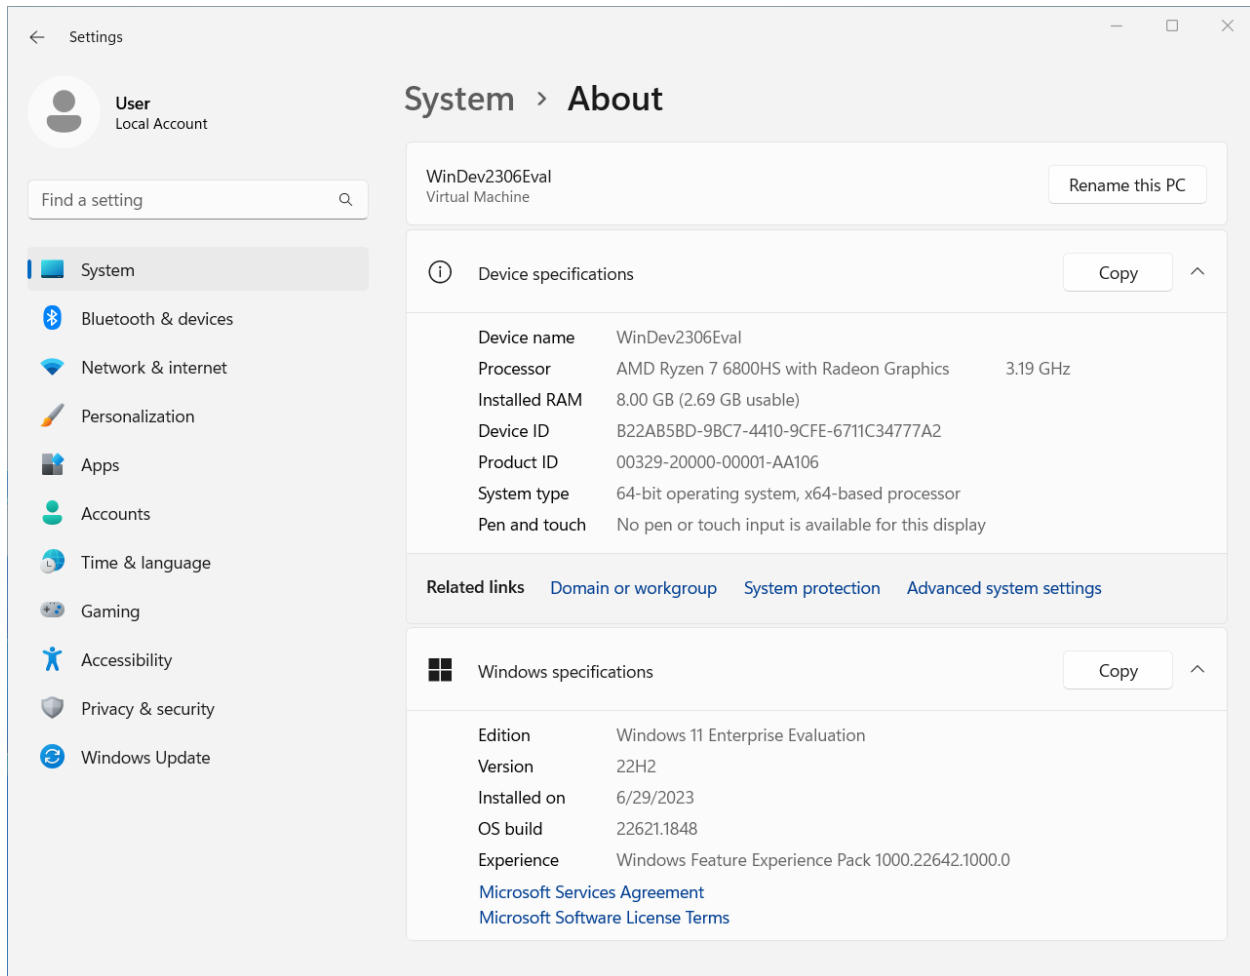 Settings
User
Local Account
Find a setting
System
Bluetooth & devices
Network & internet
Personalization
Apps
Accounts
Time & language
Gaming
Accessibility
Privacy & security
Windows Update
System › About
WinDev2306Eval
Virtual Machine
Rename this PC
Device specifications Copy
Device name WinDev2306Eval
Processor AMD Ryzen 7 6800HS with Radeon Graphics 3.19 GHz
Installed RAM 8.00 GB (2.69 GB usable)
Device ID B22AB5BD-9BC7-4410-9CFE-6711C34777A2
Product ID 00329-20000-00001-AA106
System type 64-bit operating system, x64-based processor
Pen and touch No pen or touch input is available for this display
Related links Domain or workgroup System protection Advanced system settings
Windows specifications Copy
Edition Windows 11 Enterprise Evaluation
Version 22H2
Installed on 6/29/2023
OS build 22621.1848
Experience Windows Feature Experience Pack 1000.22642.1000.0
Microsoft Services Agreement
Microsoft Software License Terms